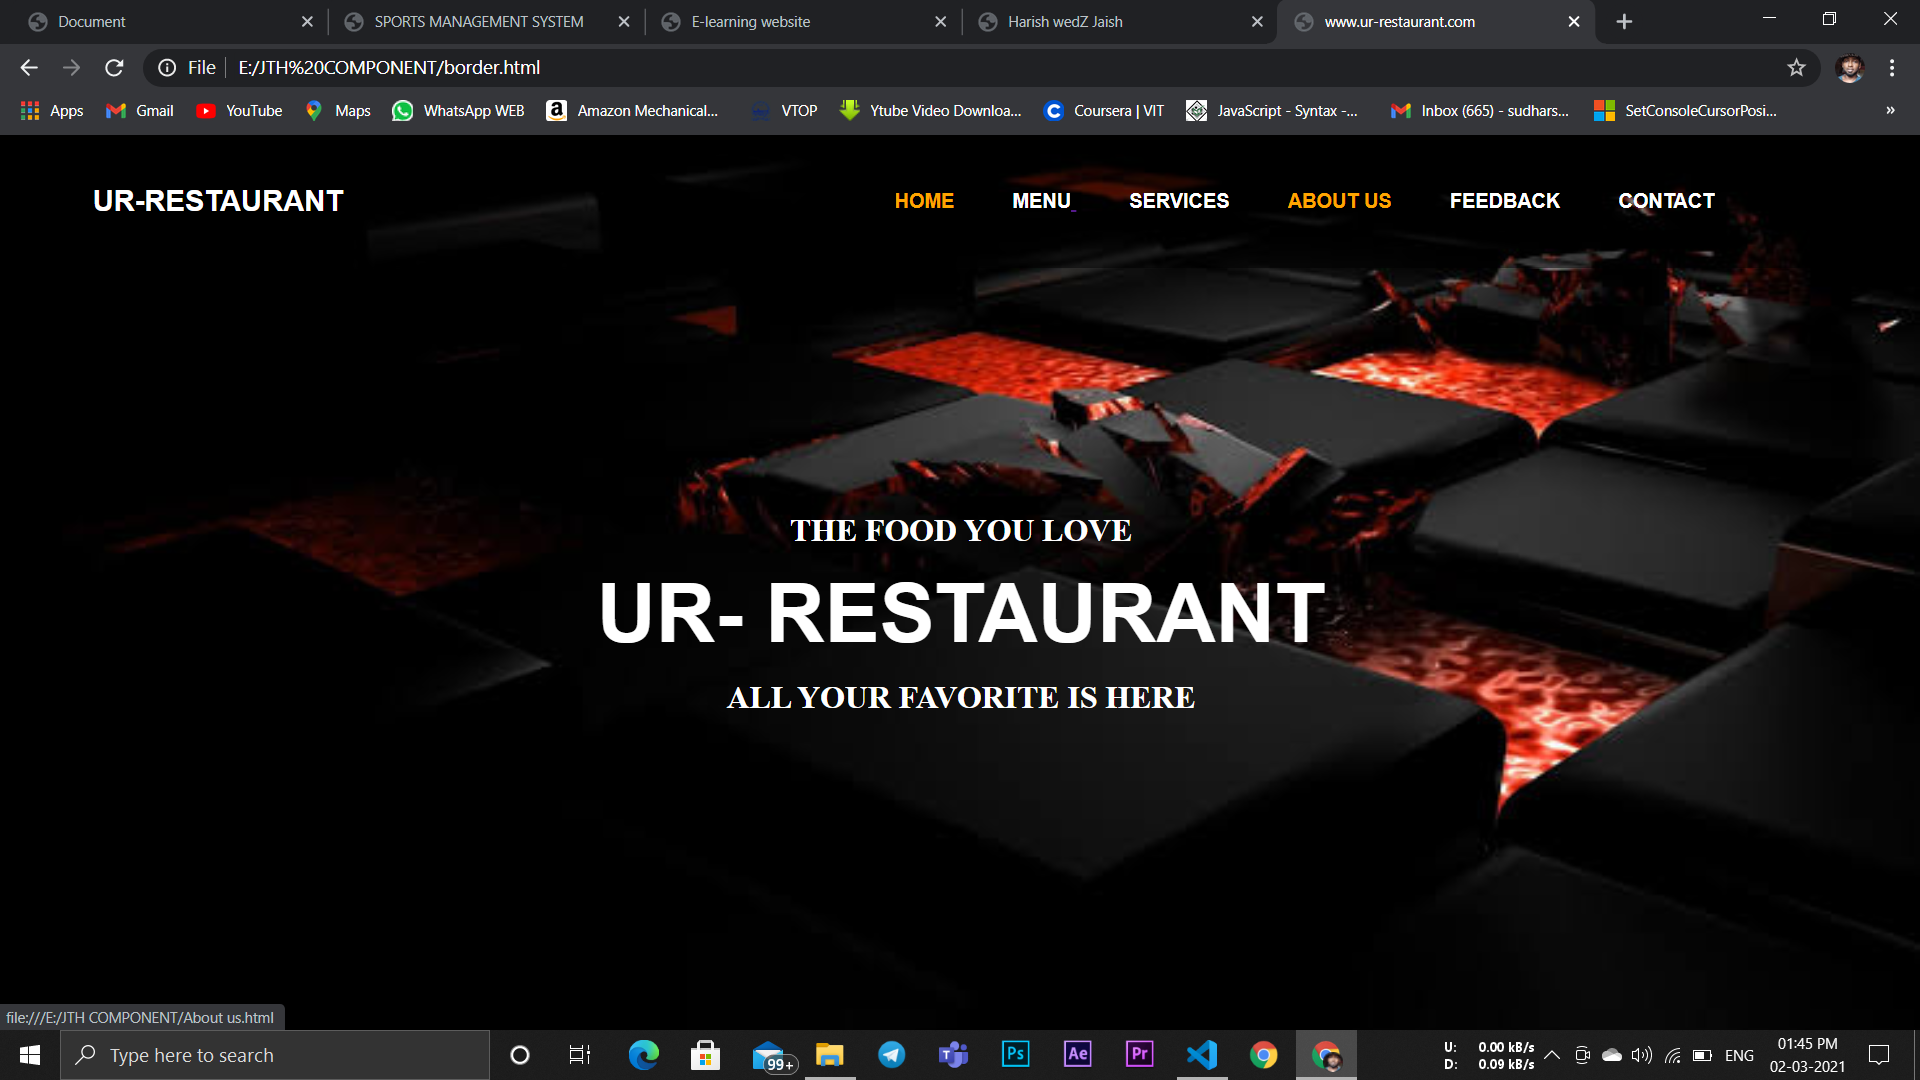 Document
SPORTS MANAGEMENT SYSTEM
E-learning website
Harish wedZ Jaish
www.ur-restaurant.com
File
E:/JTH%20COMPONENT/border.html
Apps
Gmail
YouTube
Maps
WhatsApp WEB
Amazon Mechanical...
VTOP
Ytube Video Downloa...
Coursera | VIT
JavaScript - Syntax -...
Inbox (665) - sudhars...
SetConsoleCursorPosi...
»
UR-RESTAURANT
HOME
MENU
SERVICES
ABOUT US
FEEDBACK
CONTACT
THE FOOD YOU LOVE
UR- RESTAURANT
ALL YOUR FAVORITE IS HERE
file:///E:/JTH COMPONENT/About us.html
Type here to search
99+
Ps
Ae
Pr
U: 0.00 kB/s
D: 0.09 kB/s
ENG
01:45 PM
02-03-2021